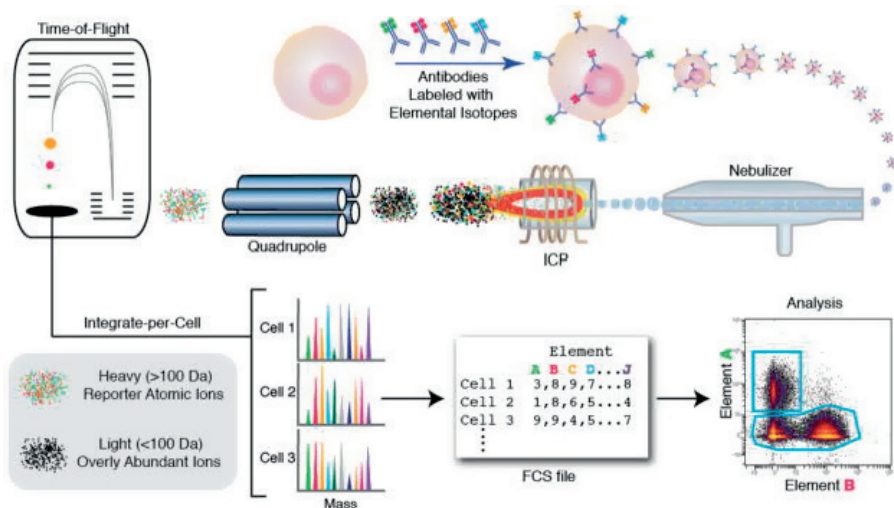 Time-of-Flight
Antibodies
Labeled with
Elemental Isotopes
Nebulizer
Quadrupole
ICP
Integrate-per-Cell
Heavy (>100 Da)
Reporter Atomic Ions
Light (<100 Da)
Overly Abundant Ions
Cell 1
Cell 2
Cell 3
Mass
Element
A B C D...J
Cell 1 3,8,9,7...8
Cell 2 1,8,6,5...4
Cell 3 9,9,4,5...7
FCS file
Analysis
Element A
Element B